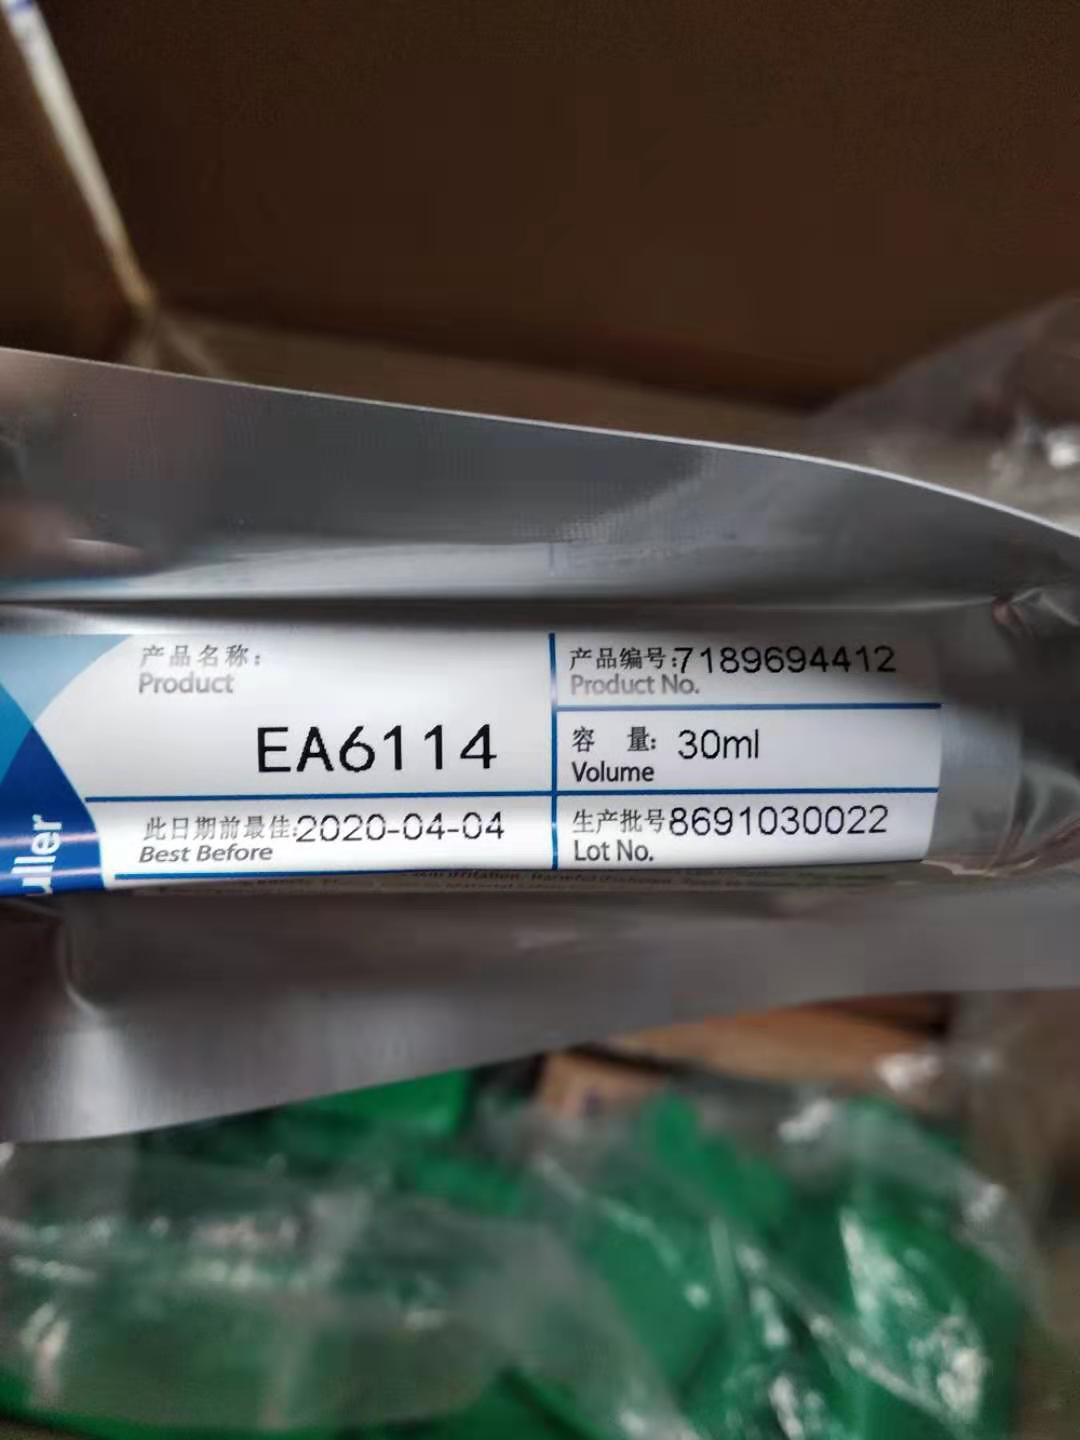 产品名称：
Product
EA6114
此日期前最佳:2020-04-04
Best Before
产品编号:7189694412
Product No.
容 量: 30ml
Volume
生产批号8691030022
Lot No.
uller